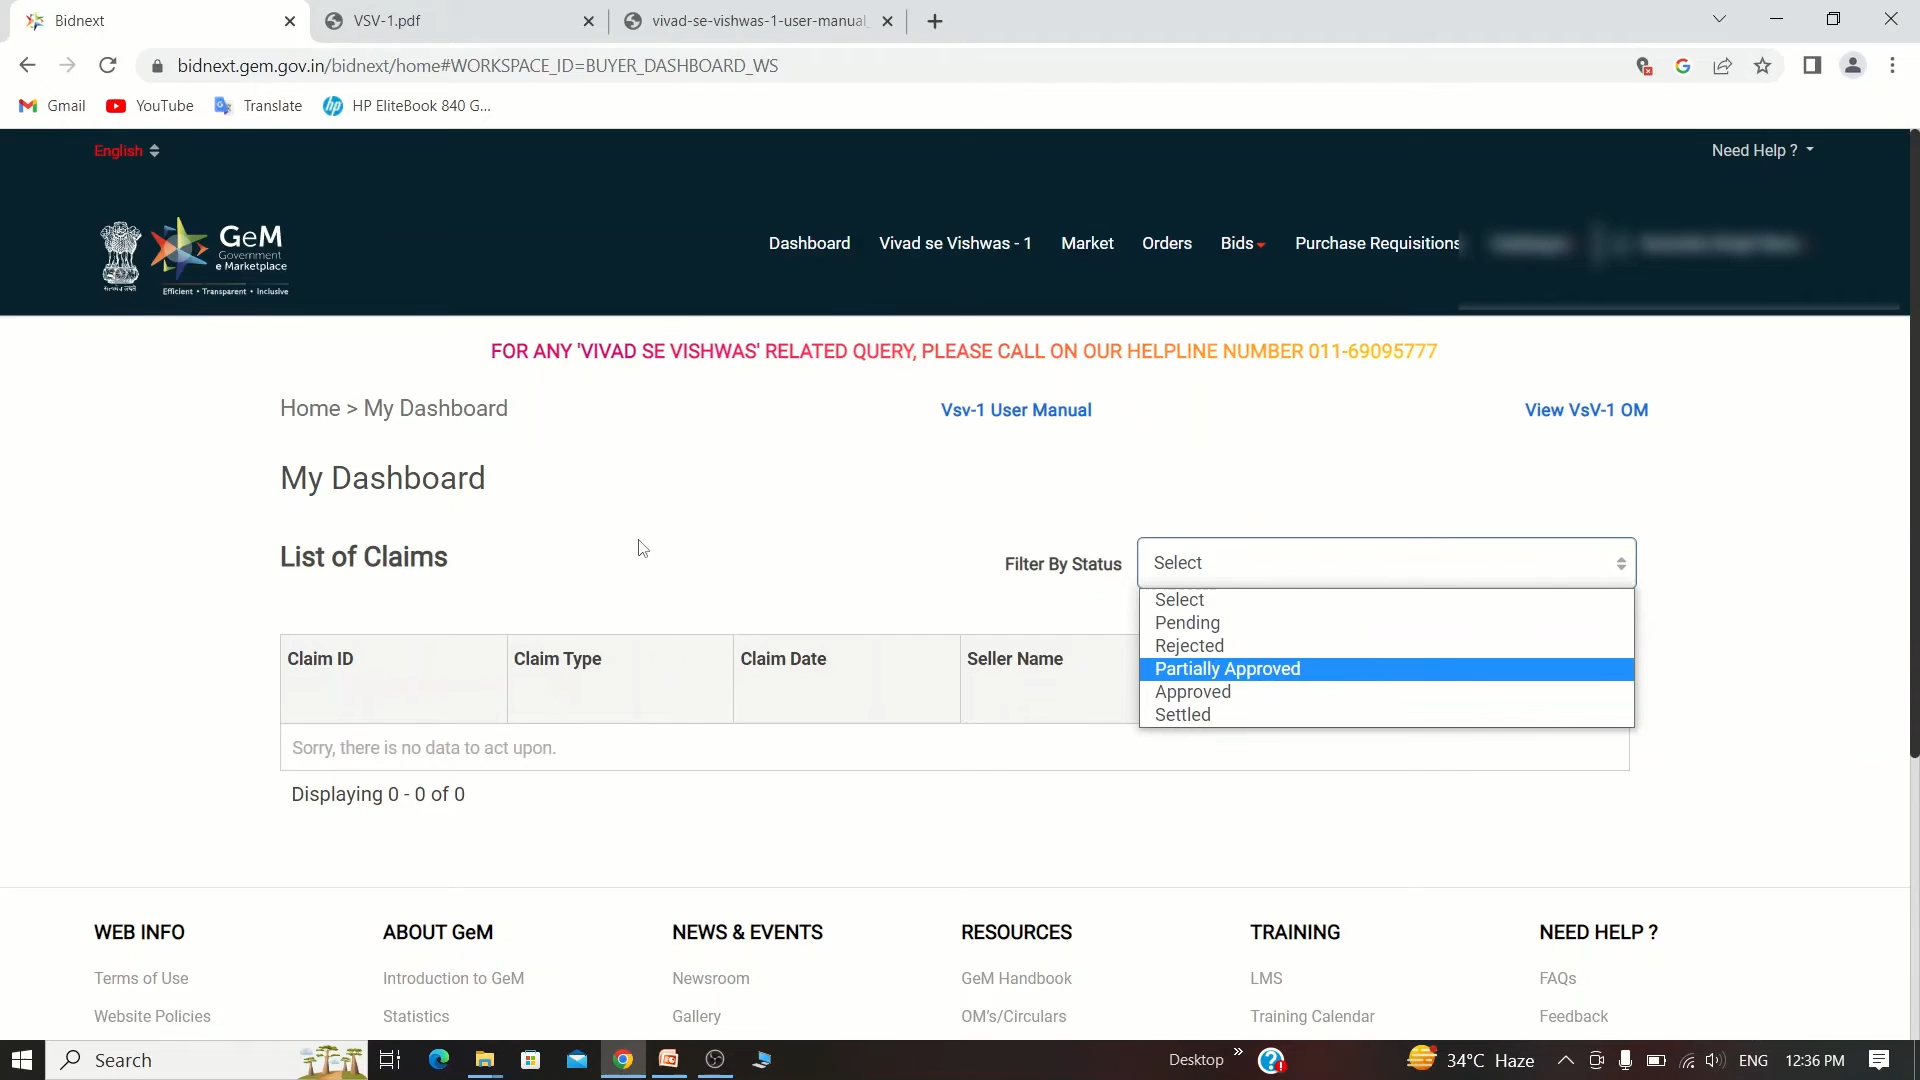 Bidnext
VSV-1.pdf
vivad-se-vishwas-1-user-manual
bidnext.gem.gov.in/bidnext/home#WORKSPACE_ID=BUYER_DASHBOARD_WS
Gmail YouTube Translate HP EliteBook 840 G...
English Need Help ?
GeM
Government
e Marketplace
Efficient • Transparent • Inclusive
Dashboard Vivad se Vishwas - 1 Market Orders Bids Purchase Requisitions
FOR ANY 'VIVAD SE VISHWAS' RELATED QUERY, PLEASE CALL ON OUR HELPLINE NUMBER 011-69095777
Home > My Dashboard Vsv-1 User Manual View VsV-1 OM
My Dashboard
List of Claims Filter By Status Select
Select
Pending
Rejected
Partially Approved
Approved
Settled
Claim ID Claim Type Claim Date Seller Name
Sorry, there is no data to act upon.
Displaying 0 - 0 of 0
WEB INFO ABOUT GeM NEWS & EVENTS RESOURCES TRAINING NEED HELP ?
Terms of Use Introduction to GeM Newsroom GeM Handbook LMS FAQs
Website Policies Statistics Gallery OM's/Circulars Training Calendar Feedback
Search Desktop 34°C Haze ENG 12:36 PM